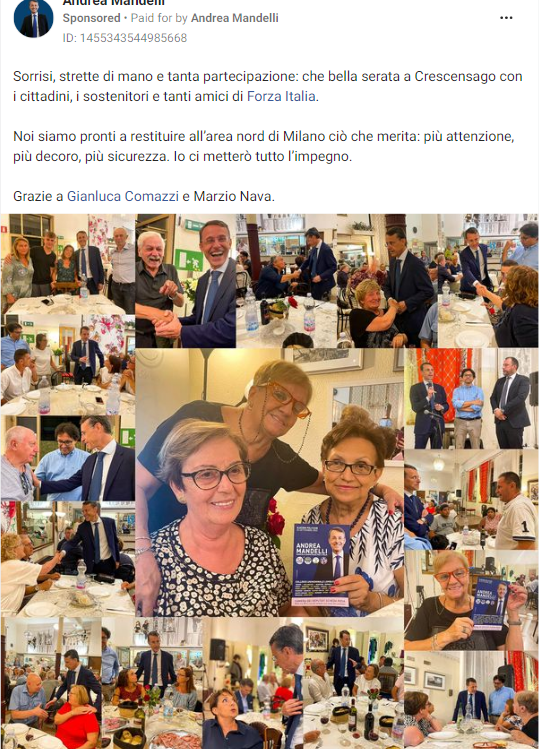 Andrea Mandelli
Sponsored • Paid for by Andrea Mandelli
ID: 1455343544985668
Sorrisi, strette di mano e tanta partecipazione: che bella serata a Crescensago con
i cittadini, i sostenitori e tanti amici di Forza Italia.
Noi siamo pronti a restituire all'area nord di Milano ciò che merita: più attenzione,
più decoro, più sicurezza. Io ci metterò tutto l'impegno.
Grazie a Gianluca Comazzi e Marzio Nava.
1
ANDREA
MANDELLI
ANDREA
MANDELLI